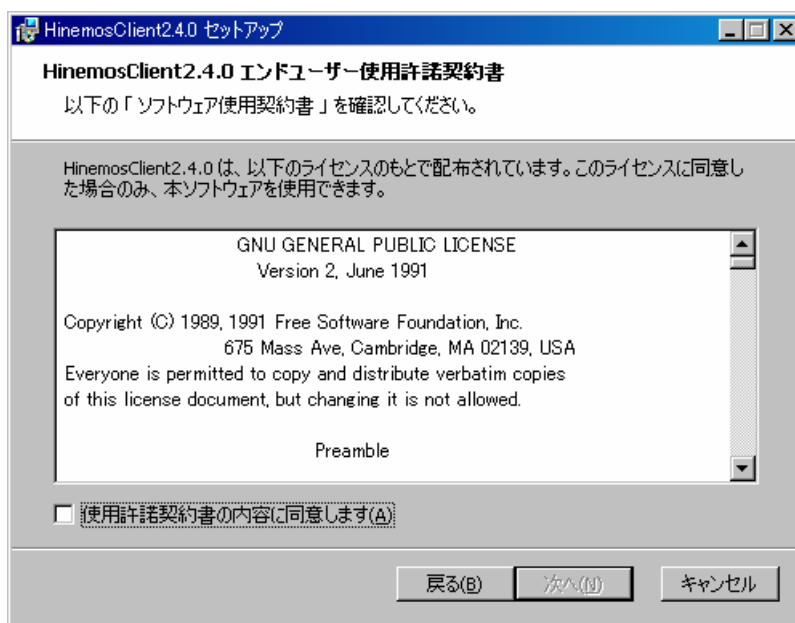 HinemosClient2.4.0 セットアップ
HinemosClient2.4.0 エンドユーザー使用許諾契約書
以下の「 ソフトウェア使用契約書 」を確認してください。
HinemosClient2.4.0 は、以下のライセンスのもとで配布されています。このライセンスに同意し
た場合のみ、本ソフトウェアを使用できます。
GNU GENERAL PUBLIC LICENSE
Version 2, June 1991
Copyright (C) 1989, 1991 Free Software Foundation, Inc.
675 Mass Ave, Cambridge, MA 02139, USA
Everyone is permitted to copy and distribute verbatim copies
of this license document, but changing it is not allowed.
Preamble
使用許諾契約書の内容に同意します(A)
戻る(B) 次へ(N) キャンセル